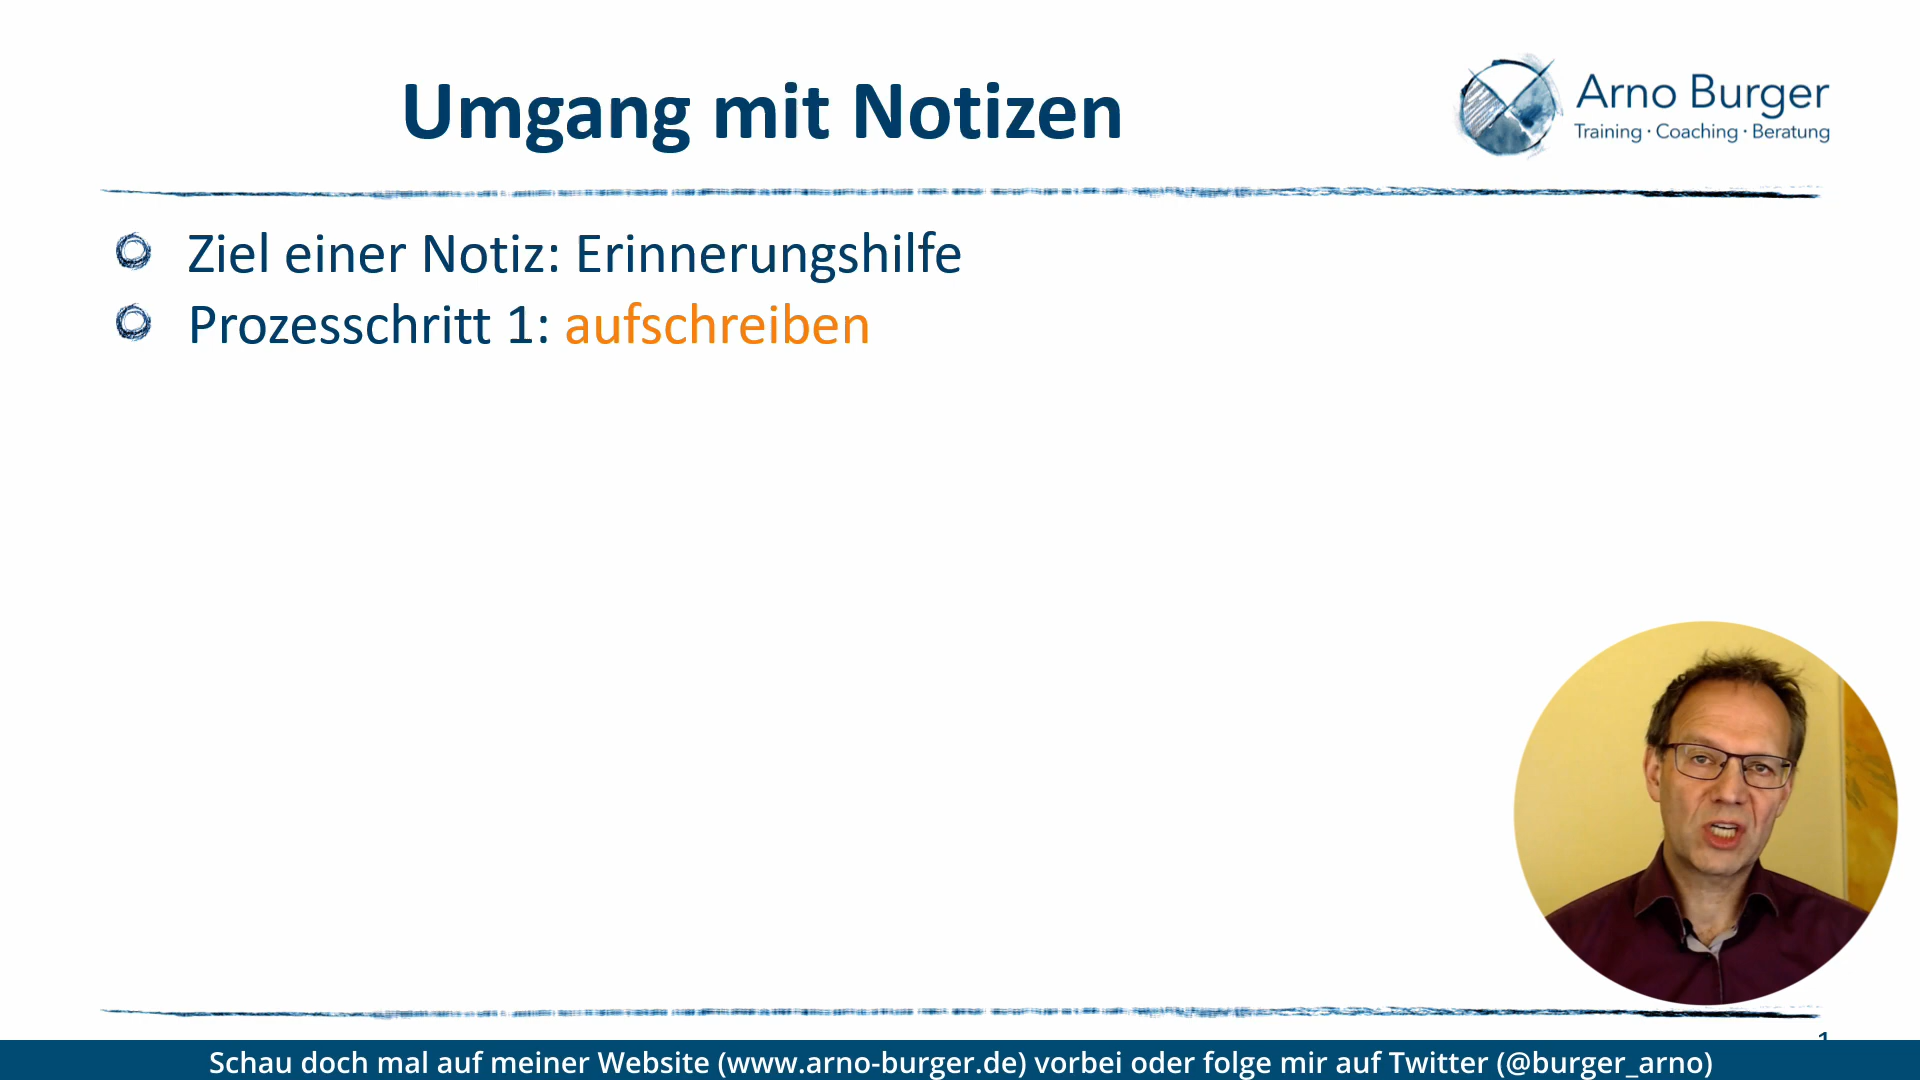 Umgang mit Notizen
Arno Burger
Training · Coaching · Beratung
Ziel einer Notiz: Erinnerungshilfe
Prozesschritt 1: aufschreiben
1
Schau doch mal auf meiner Website (www.arno-burger.de) vorbei oder folge mir auf Twitter (@burger_arno)